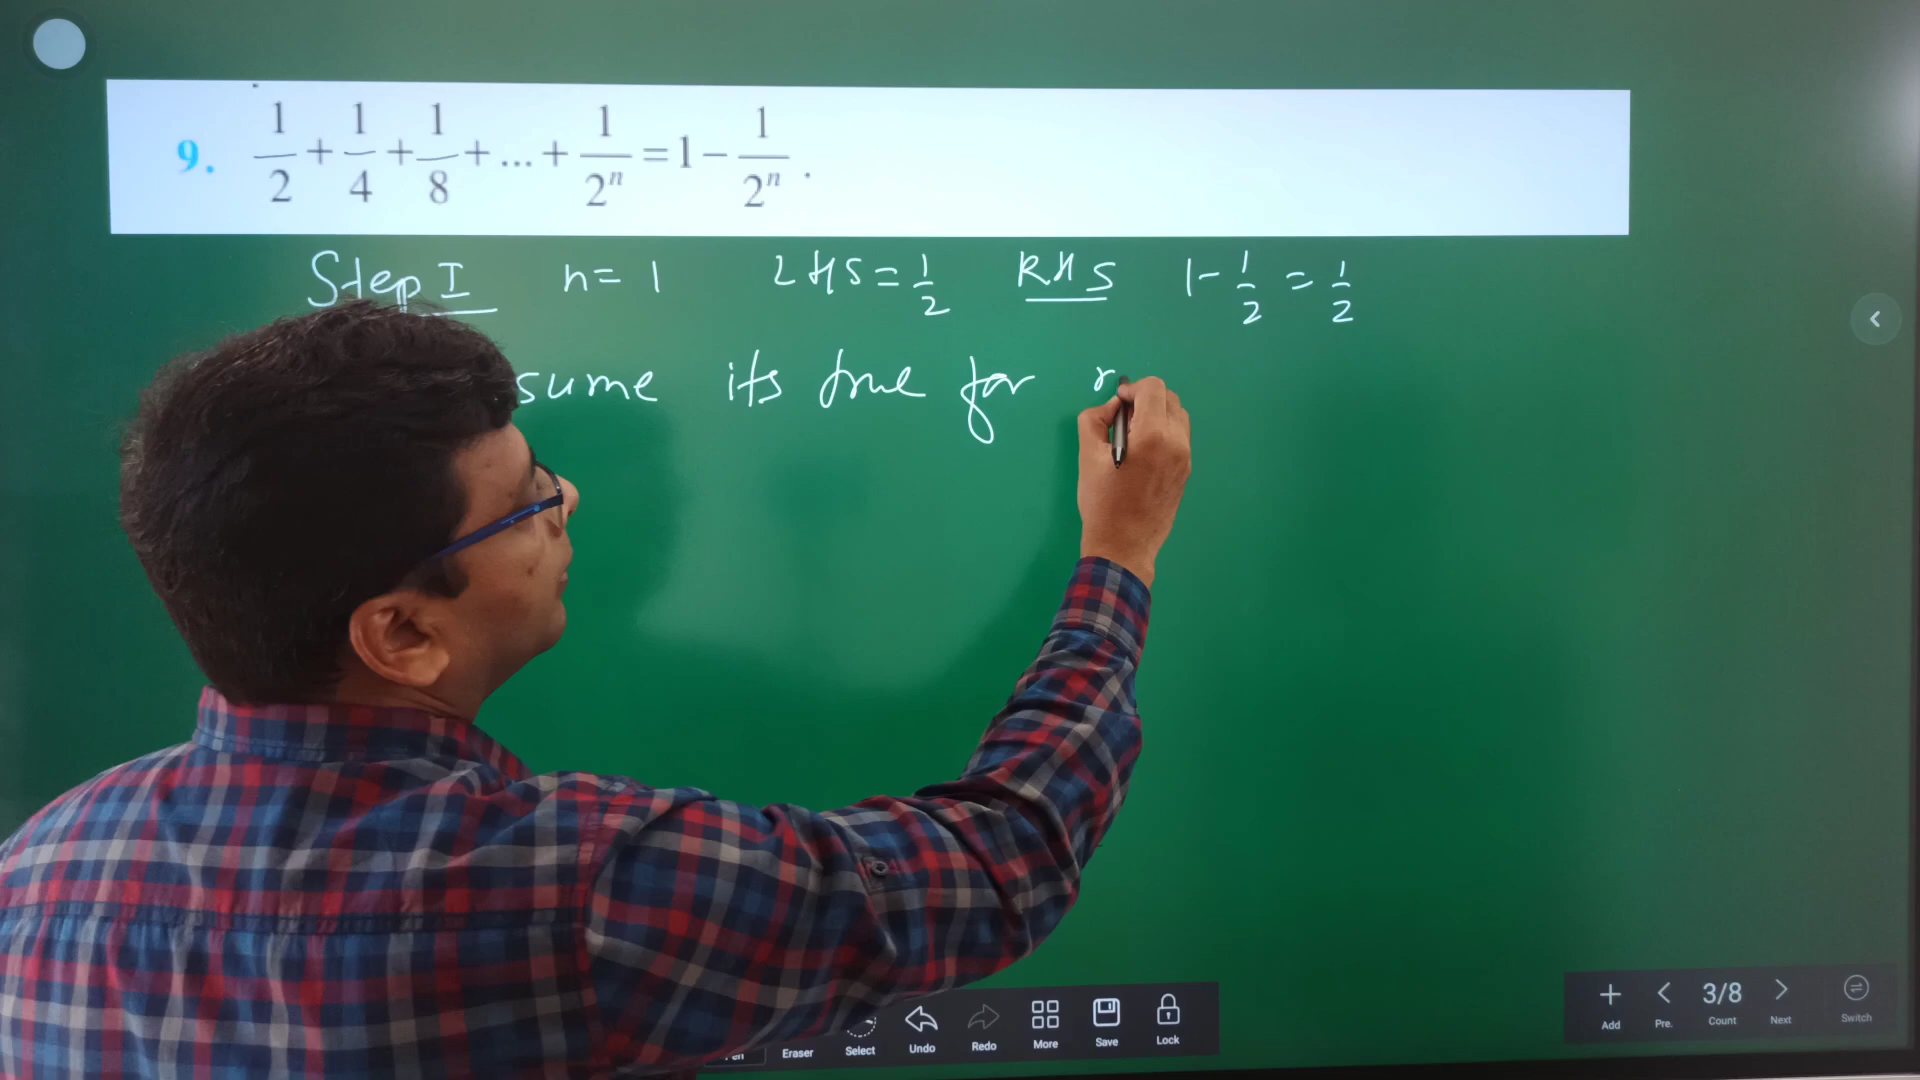 9. 1/2 + 1/4 + 1/8 + ... + 1/2ⁿ = 1 − 1/2ⁿ .
Step I n = 1 LHS = 1/2 RHS 1 - 1/2 = 1/2
sume its true for
Eraser Select Undo Redo More Save Lock
Add Pre. 3/8 Count Next Switch